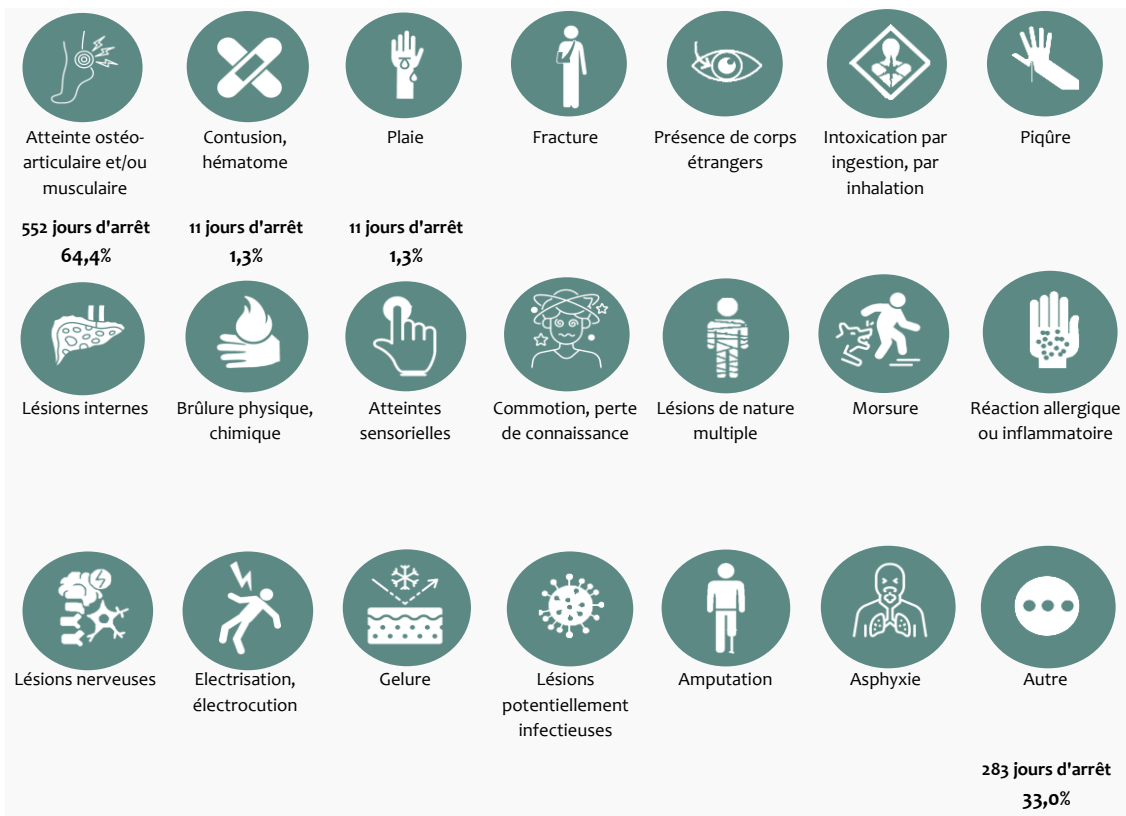 Atteinte ostéo-
articulaire et/ou
musculaire
552 jours d'arrêt
64,4%
Contusion,
hématome
11 jours d'arrêt
1,3%
Plaie
11 jours d'arrêt
1,3%
Fracture
Présence de corps
étrangers
Intoxication par
ingestion, par
inhalation
Piqûre
Lésions internes
Brûlure physique,
chimique
Atteintes
sensorielles
Commotion, perte
de connaissance
Lésions de nature
multiple
Morsure
Réaction allergique
ou inflammatoire
Lésions nerveuses
Electrisation,
électrocution
Gelure
Lésions
potentiellement
infectieuses
Amputation
Asphyxie
Autre
283 jours d'arrêt
33,0%